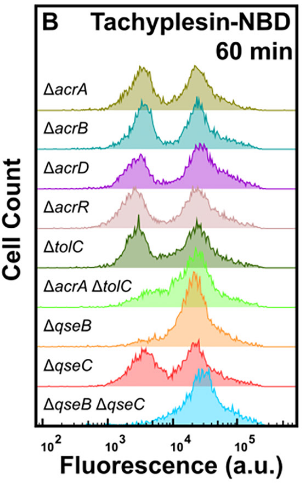 B Tachyplesin-NBD
60 min
ΔacrA
ΔacrB
ΔacrD
ΔacrR
ΔtolC
ΔacrA ΔtolC
ΔqseB
ΔqseC
ΔqseB ΔqseC
Cell Count
10² 10³ 10⁴ 10⁵
Fluorescence (a.u.)